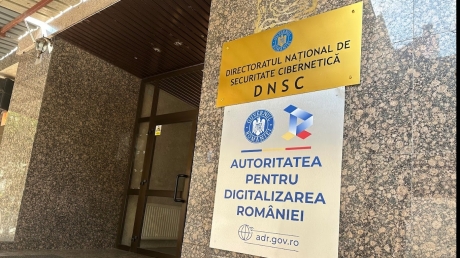 DIRECTORATUL NAȚIONAL DE
SECURITATE CIBERNETICĂ
DNSC
AUTORITATEA
PENTRU
DIGITALIZAREA
ROMÂNIEI
adr.gov.ro